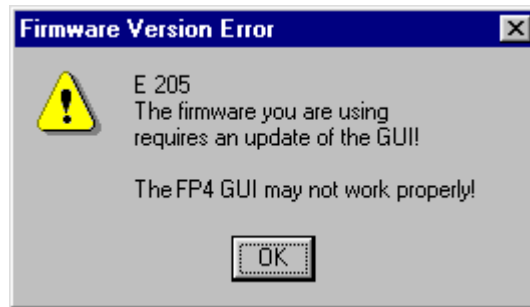 Firmware Version Error
E 205
The firmware you are using
requires an update of the GUI!
The FP4 GUI may not work properly!
OK